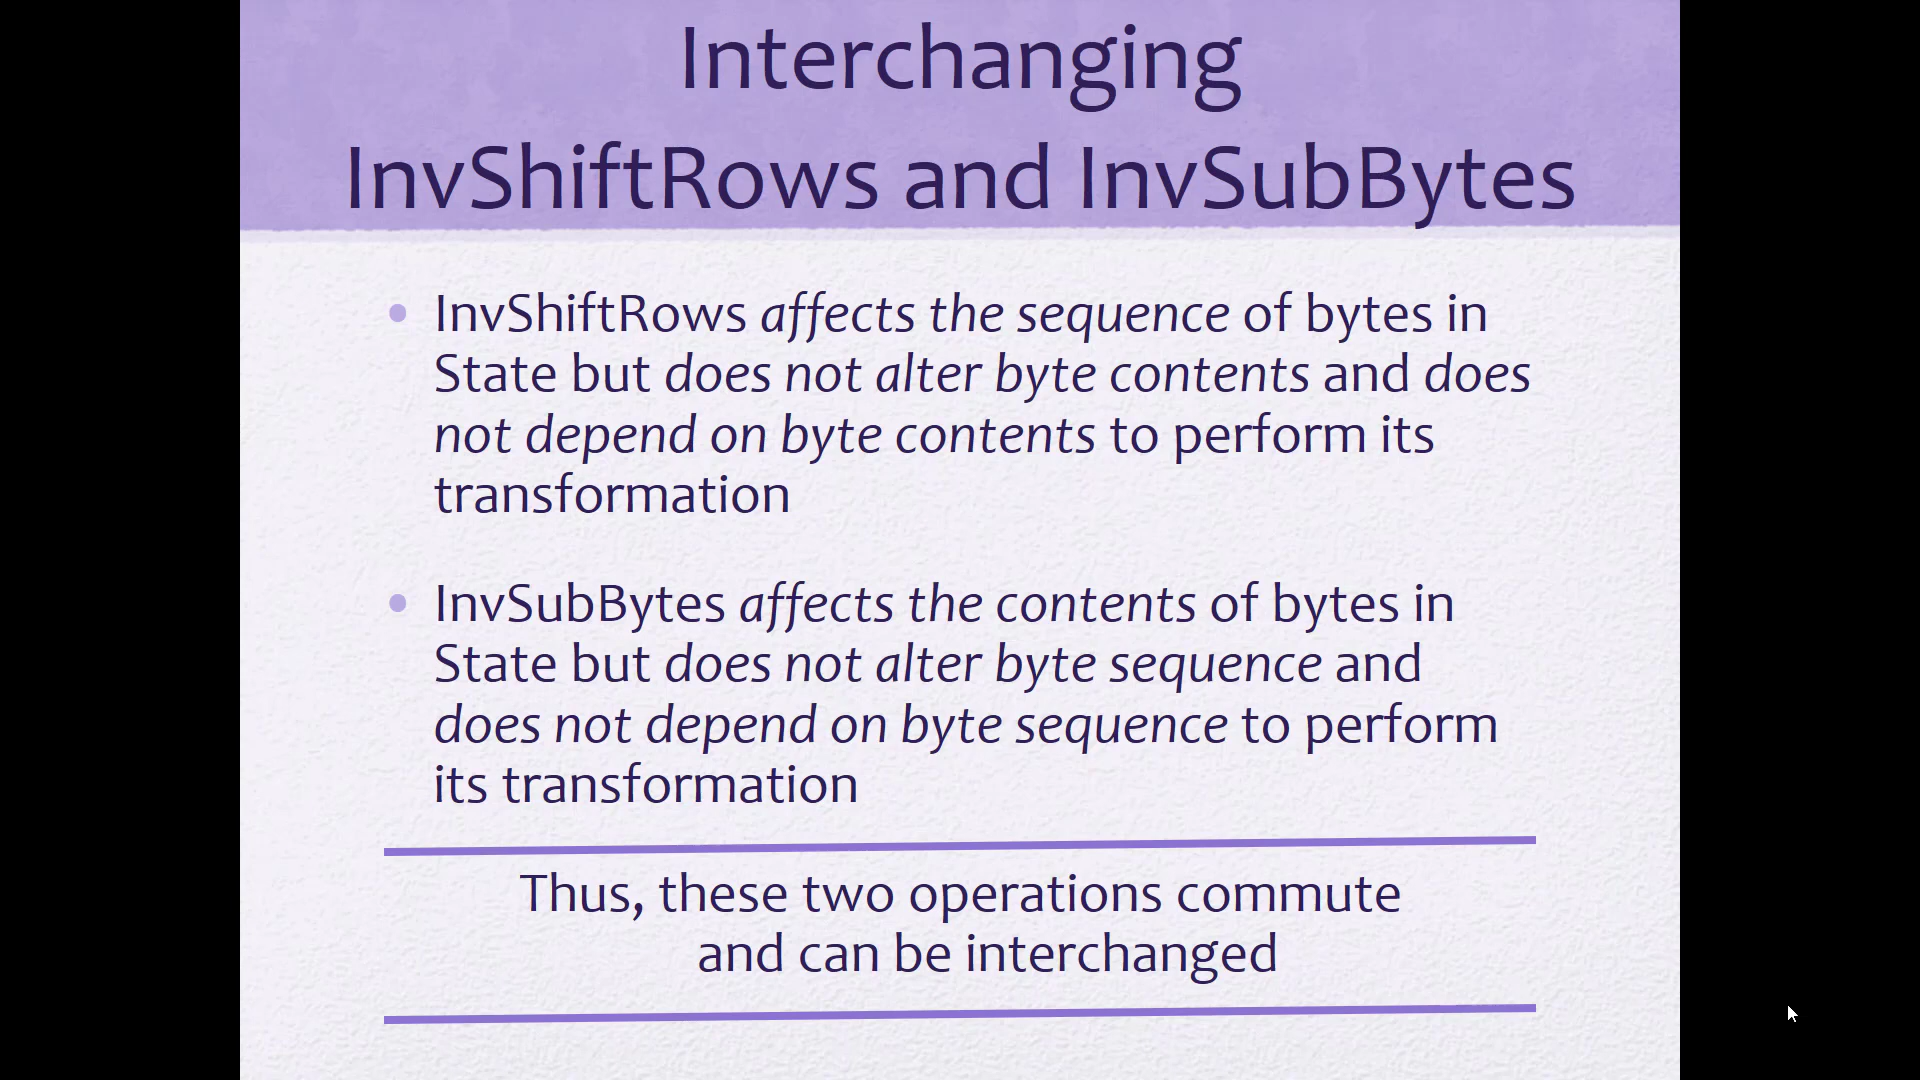 Interchanging
InvShiftRows and InvSubBytes
• InvShiftRows affects the sequence of bytes in
State but does not alter byte contents and does
not depend on byte contents to perform its
transformation
• InvSubBytes affects the contents of bytes in
State but does not alter byte sequence and
does not depend on byte sequence to perform
its transformation
Thus, these two operations commute
and can be interchanged